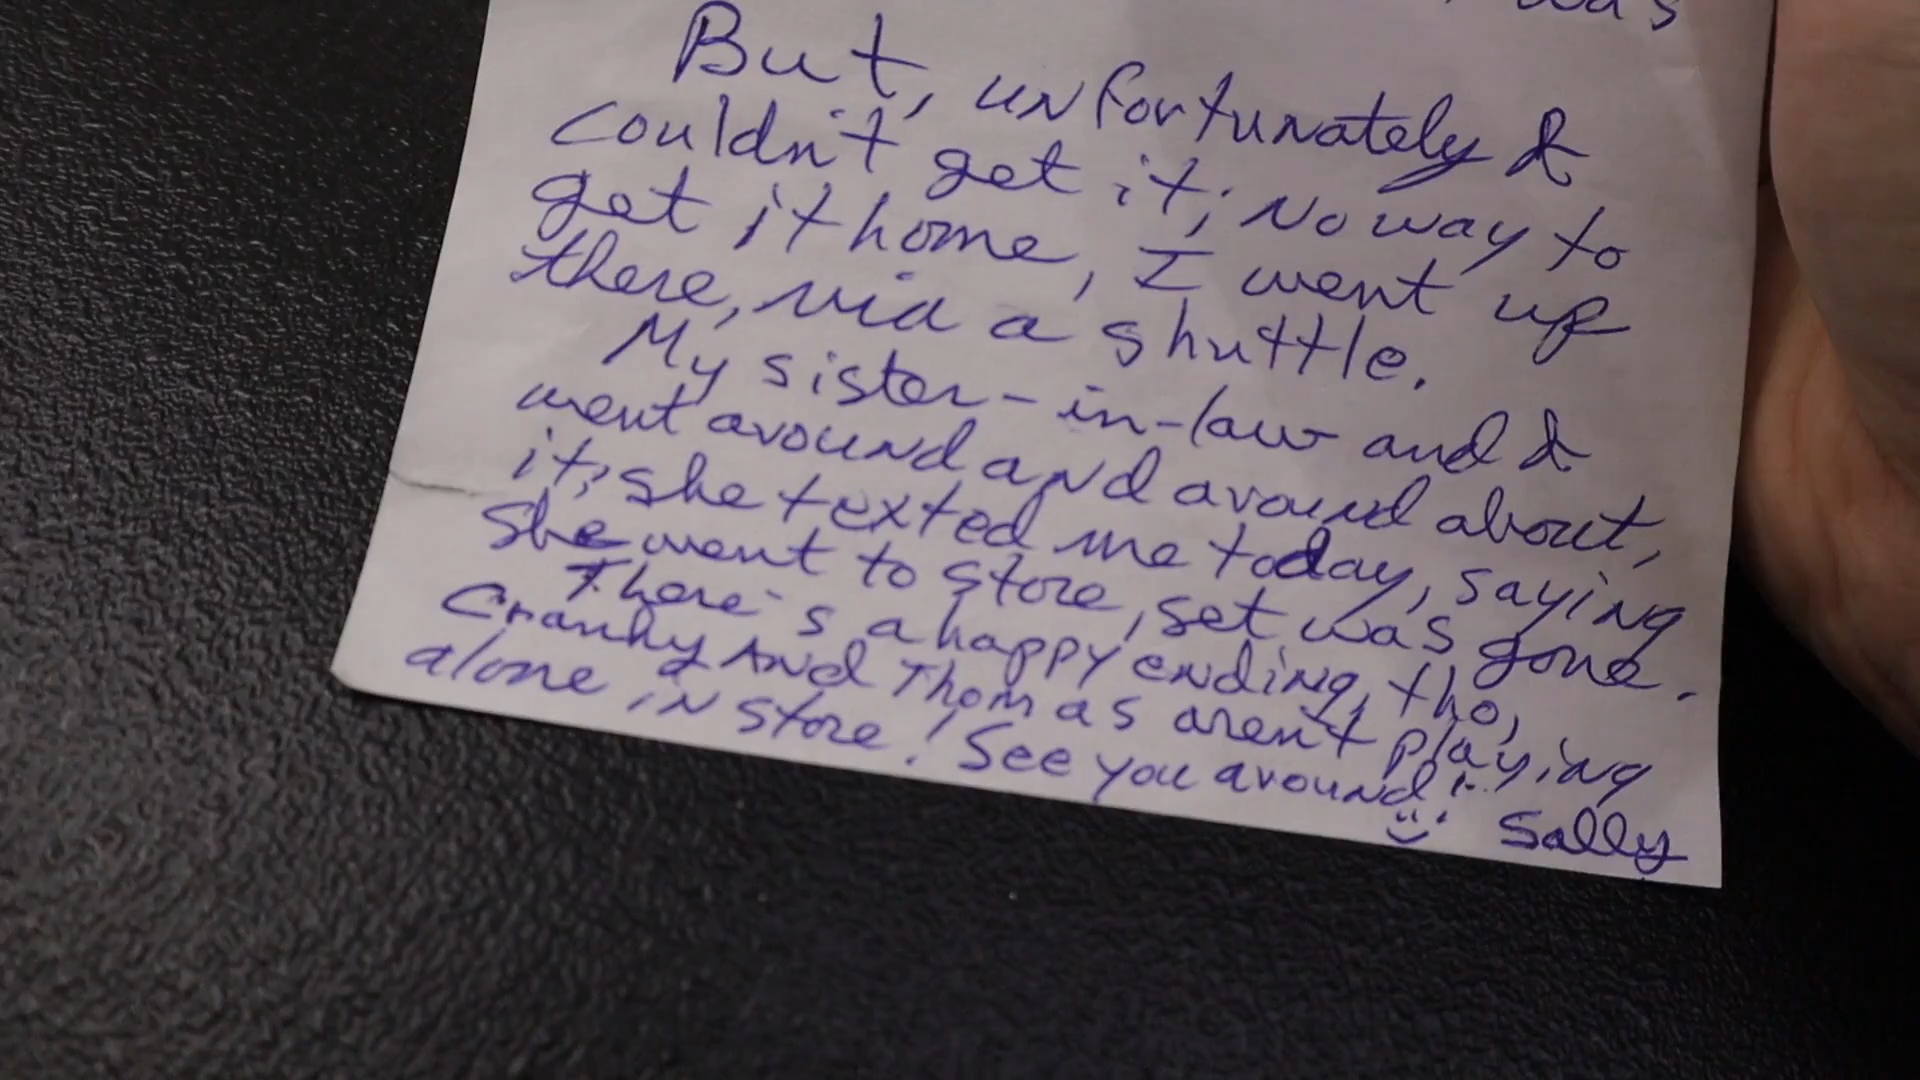 was
But, unfortunately I
couldn't get it; no way to
get it home, I went up
there, via a shuttle.
My sister-in-law and I
went around and around about,
it; she texted me today, saying
She went to store, set was gone.
There's a happy ending, tho,
Cranky And Thomas aren't playing
alone in store! See you around!
Sally